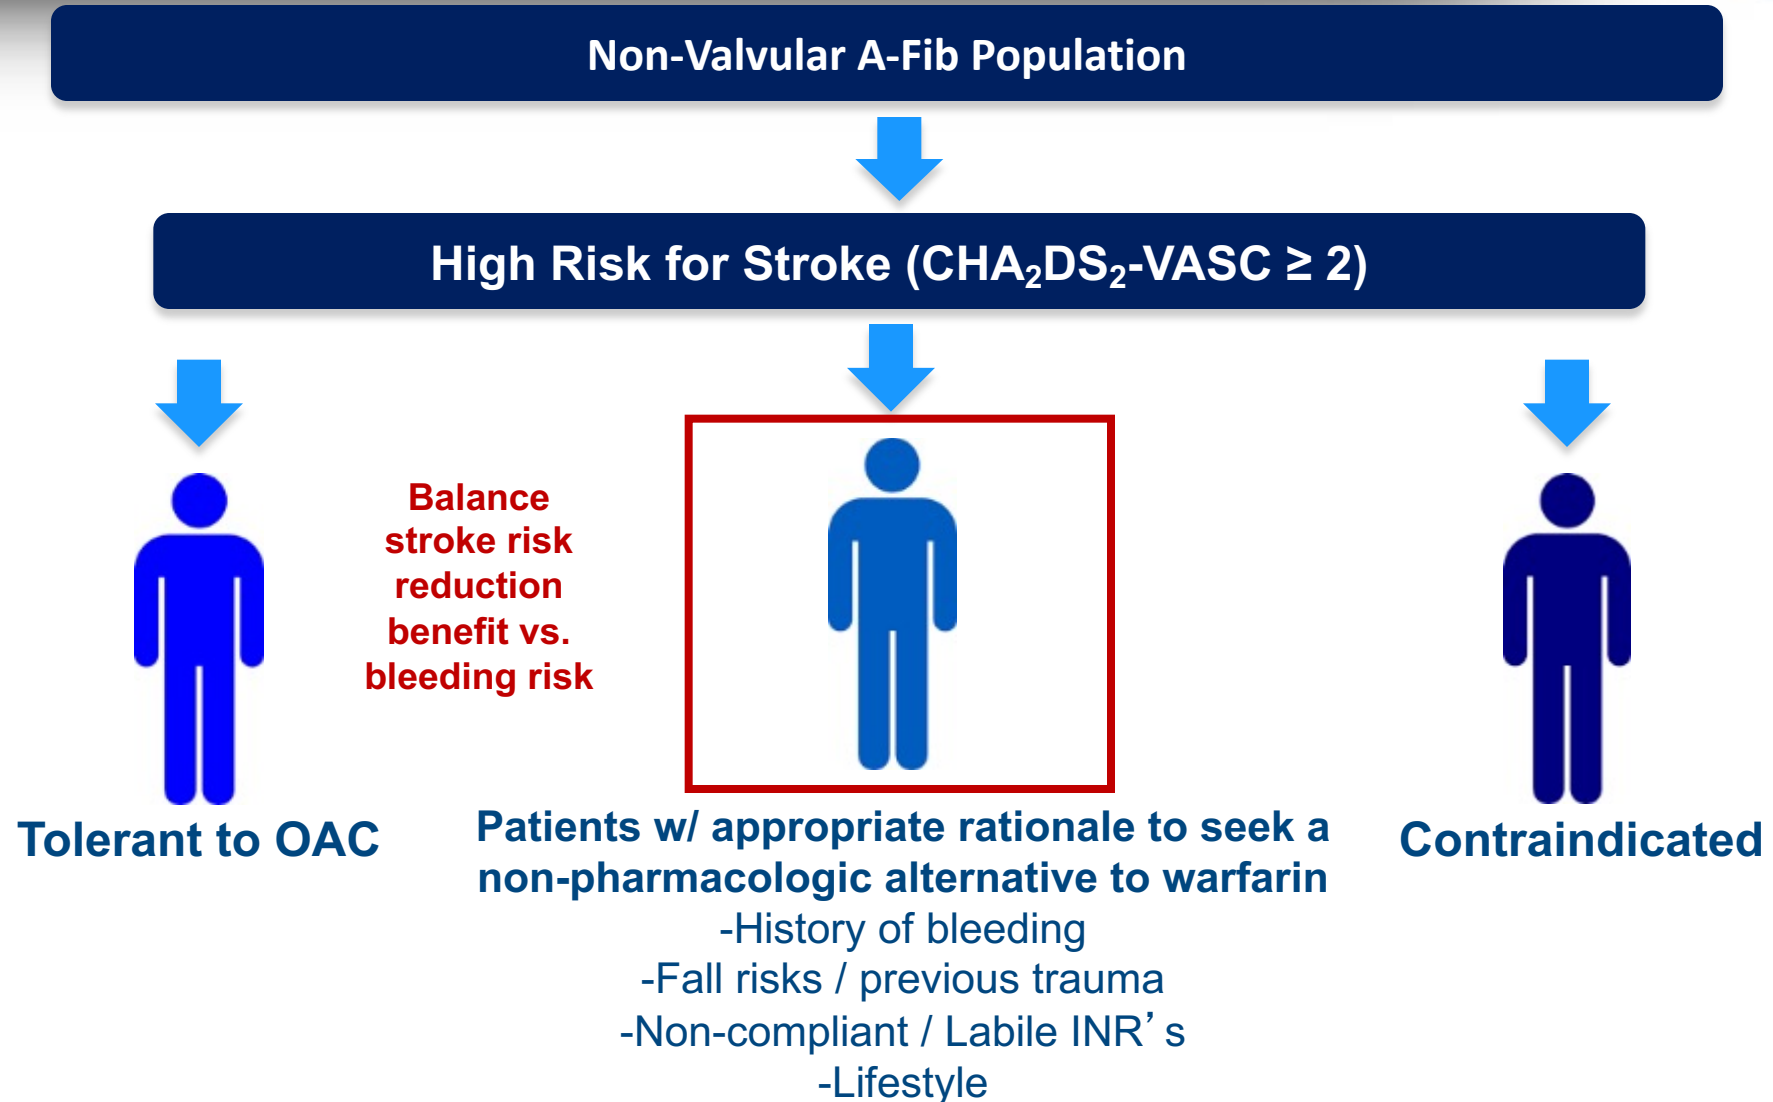 Non-Valvular A-Fib Population
High Risk for Stroke (CHA₂DS₂-VASC ≥ 2)
Balance
stroke risk
reduction
benefit vs.
bleeding risk
Tolerant to OAC
Patients w/ appropriate rationale to seek a
non-pharmacologic alternative to warfarin
-History of bleeding
-Fall risks / previous trauma
-Non-compliant / Labile INR’s
-Lifestyle
Contraindicated